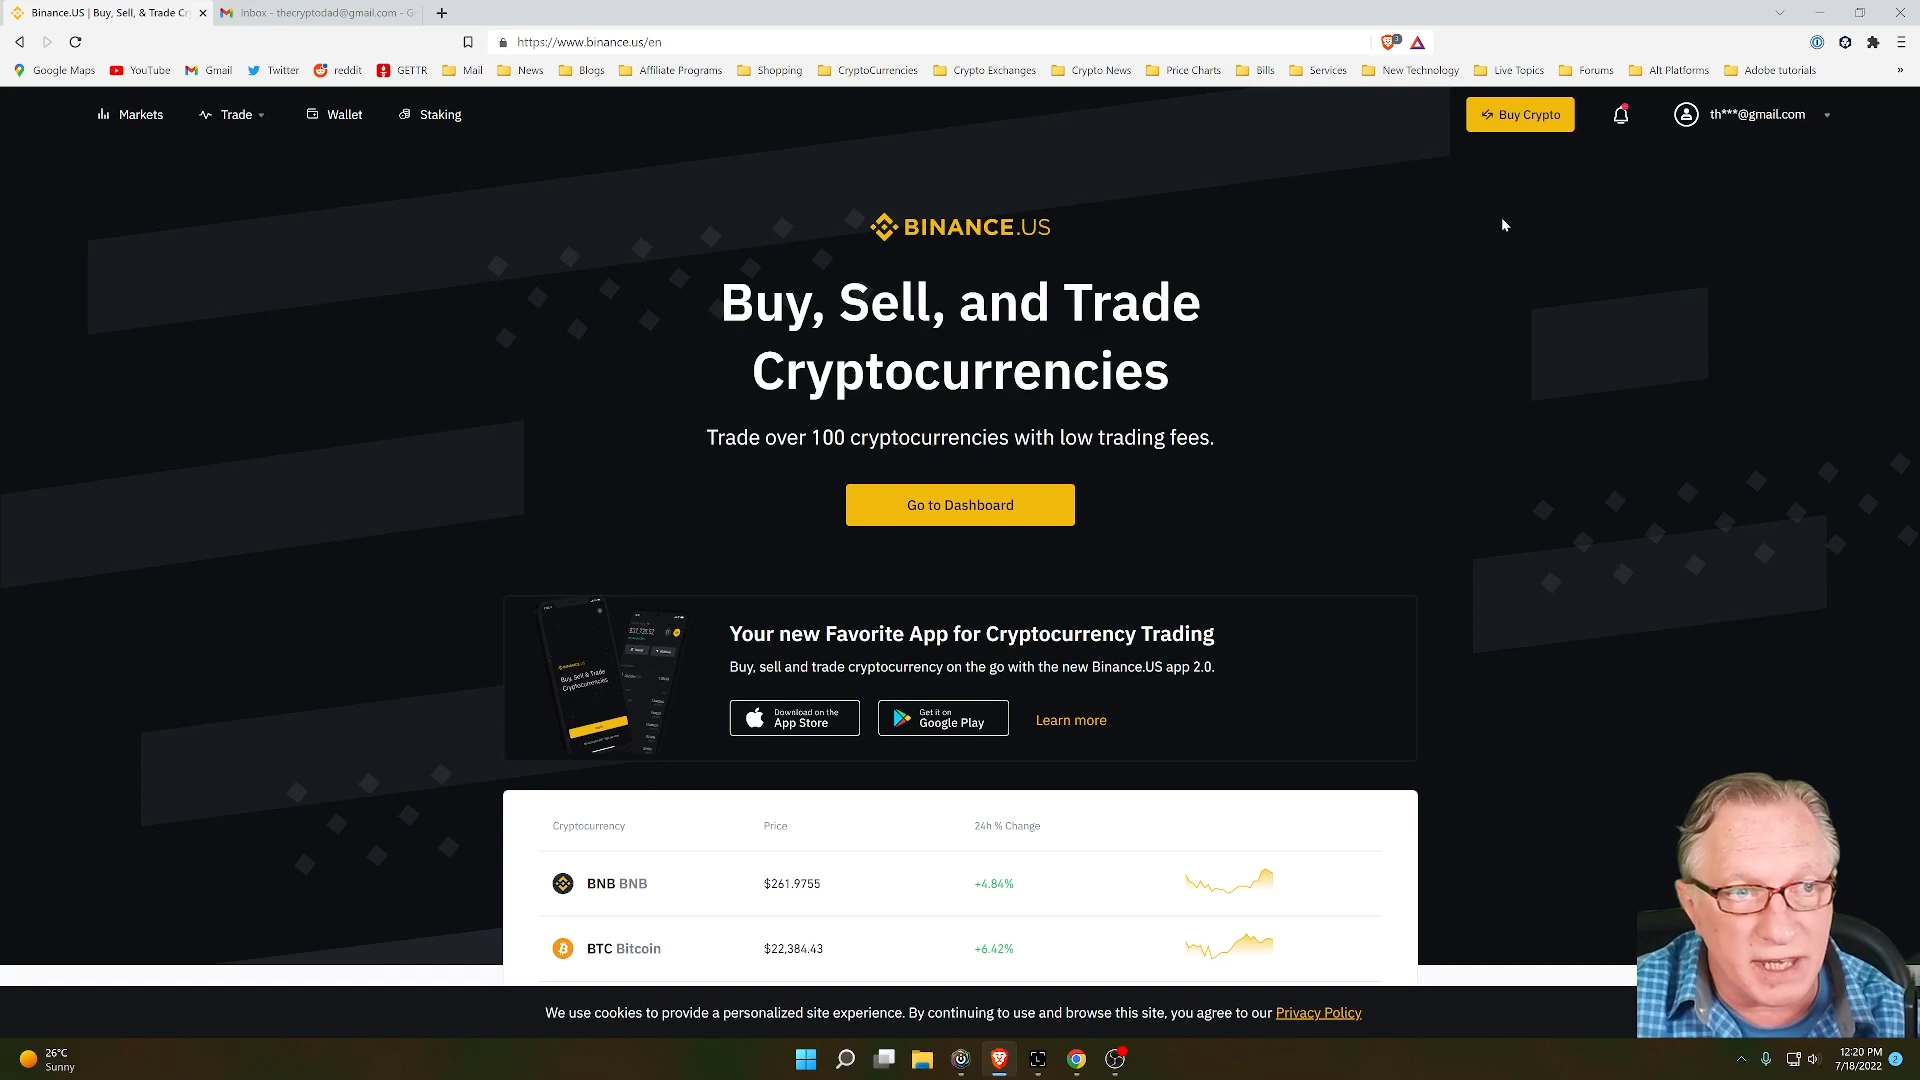 Binance.US | Buy, Sell, & Trade Cr
Inbox - thecryptodad@gmail.com - G
https://www.binance.us/en
Google Maps
YouTube
Gmail
Twitter
reddit
GETTR
Mail
News
Blogs
Affiliate Programs
Shopping
CryptoCurrencies
Crypto Exchanges
Crypto News
Price Charts
Bills
Services
New Technology
Live Topics
Forums
Alt Platforms
Adobe tutorials
Markets
Trade
Wallet
Staking
Buy Crypto
th***@gmail.com
BINANCE.US
Buy, Sell, and Trade
Cryptocurrencies
Trade over 100 cryptocurrencies with low trading fees.
Go to Dashboard
BINANCE.US
Buy, Sell & Trade
Cryptocurrencies
Your new Favorite App for Cryptocurrency Trading
Buy, sell and trade cryptocurrency on the go with the new Binance.US app 2.0.
Download on the
App Store
Get it on
Google Play
Learn more
Cryptocurrency
Price
24h % Change
BNB BNB
$261.9755
+4.84%
BTC Bitcoin
$22,384.43
+6.42%
We use cookies to provide a personalized site experience. By continuing to use and browse this site, you agree to our Privacy Policy
26°C
Sunny
12:20 PM
7/18/2022
2